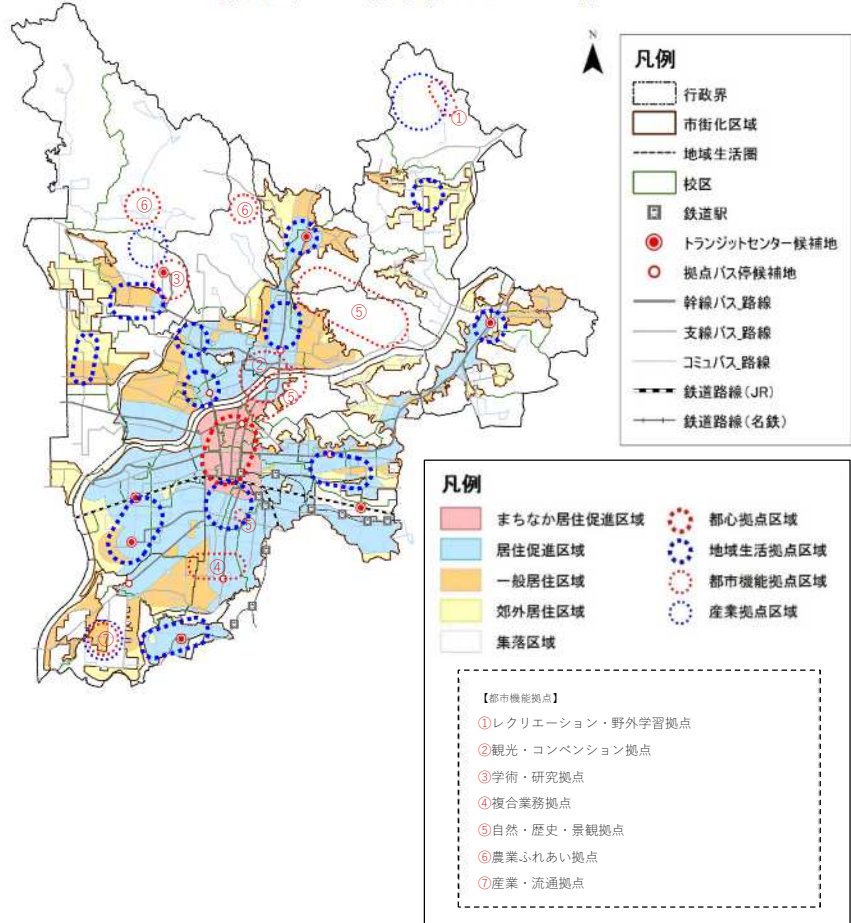 N
①
⑥
⑥
③
⑤
②
⑤
⑤
④
⑦
凡例
行政界
市街化区域
地域生活圏
校区
鉄道駅
トランジットセンター候補地
拠点バス停候補地
幹線バス_路線
支線バス_路線
コミュバス_路線
鉄道路線(JR)
鉄道路線(名鉄)
凡例
まちなか居住促進区域
都心拠点区域
居住促進区域
地域生活拠点区域
一般居住区域
都市機能拠点区域
郊外居住区域
産業拠点区域
集落区域
【都市機能拠点】
①レクリエーション・野外学習拠点
②観光・コンベンション拠点
③学術・研究拠点
④複合業務拠点
⑤自然・歴史・景観拠点
⑥農業ふれあい拠点
⑦産業・流通拠点